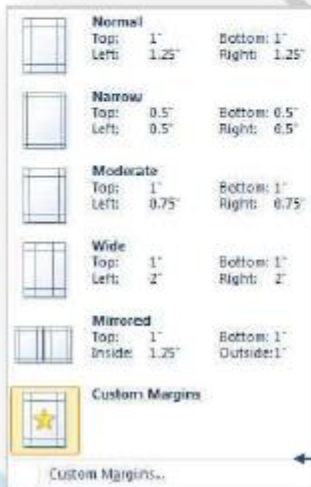 Normal
Top: 1" Bottom: 1"
Left: 1.25" Right: 1.25"
Narrow
Top: 0.5" Bottom: 0.5"
Left: 0.5" Right: 0.5"
Moderate
Top: 1" Bottom: 1"
Left: 0.75" Right: 0.75"
Wide
Top: 1" Bottom: 1"
Left: 2" Right: 2"
Mirrored
Top: 1" Bottom: 1"
Inside: 1.25" Outside: 1"
Custom Margins
Custom Margins...